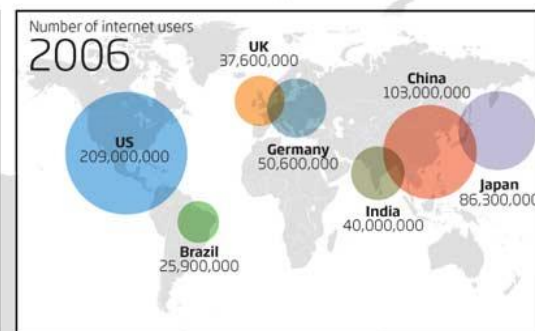 Number of internet users
2006
UK
37,600,000
China
103,000,000
US
209,000,000
Germany
50,600,000
Japan
86,300,000
India
40,000,000
Brazil
25,900,000